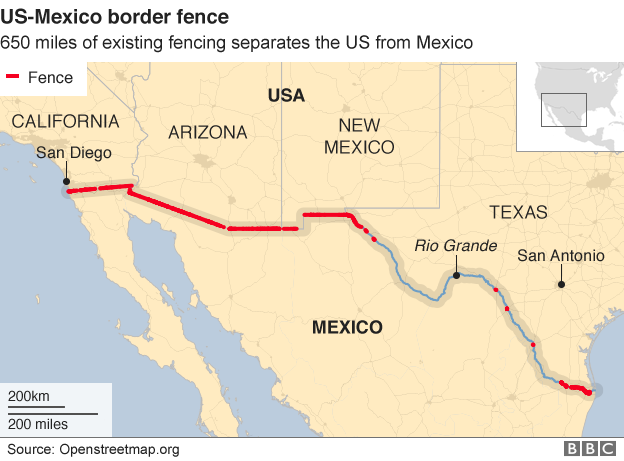 US-Mexico border fence
650 miles of existing fencing separates the US from Mexico
Fence
USA
CALIFORNIA
ARIZONA
NEW
MEXICO
San Diego
TEXAS
Rio Grande
San Antonio
MEXICO
200km
200 miles
Source: Openstreetmap.org
BBC